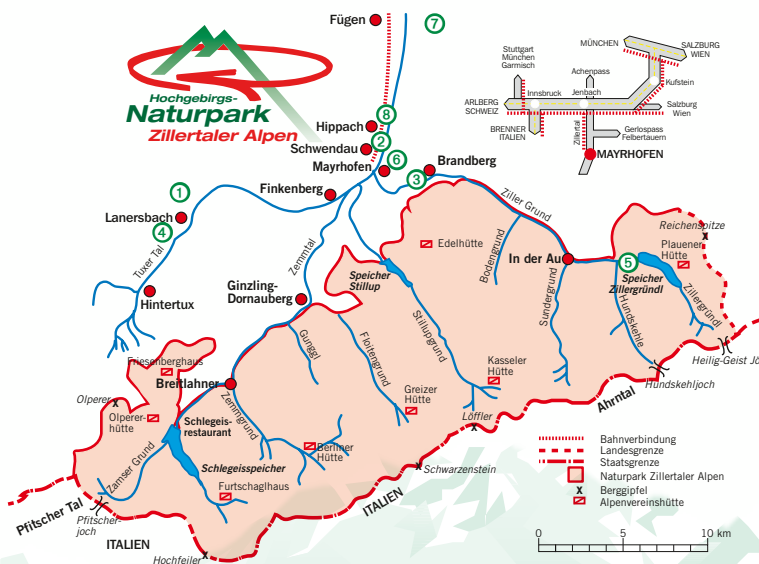 Hochgebirgs-
Naturpark
Zillertaler Alpen
Fügen
7
MÜNCHEN
SALZBURG
WIEN
Stuttgart
München
Garmisch
Achenpass
Innsbruck
Jenbach
Kufstein
ARLBERG
SCHWEIZ
Salzburg
Wien
BRENNER
ITALIEN
Zillertal
Gerlospass
Felbertauern
MAYRHOFEN
8
Hippach
2
Schwendau
6
Mayrhofen
3
Brandberg
Finkenberg
1
Lanersbach
4
Tuxer Tal
Hintertux
Zemmtal
Ginzling-
Dornauberg
Ziller Grund
Edelhütte
Bodengrund
In der Au
Sundergrund
Speicher
Stillup
Stillupgrund
Reichenspitze
Plauener
Hütte
5
Speicher
Zillergründl
Zillergründl
Hundskehle
Heilig-Geist Jö
Hundskehljoch
Ahrntal
Gunggl
Floitengrund
Kasseler
Hütte
Greizer
Hütte
Löffler
Friesenberghaus
Breitlahner
Olperer
Olperer-
hütte
Schlegeis-
restaurant
Zemmgrund
Berliner
Hütte
Schlegeisspeicher
Zamser Grund
Furtschaglhaus
Schwarzenstein
ITALIEN
Pfitscher Tal
Pfitscher-
joch
ITALIEN
Hochfeiler
Bahnverbindung
Landesgrenze
Staatsgrenze
Naturpark Zillertaler Alpen
x Berggipfel
Alpenvereinshütte
0 5 10 km